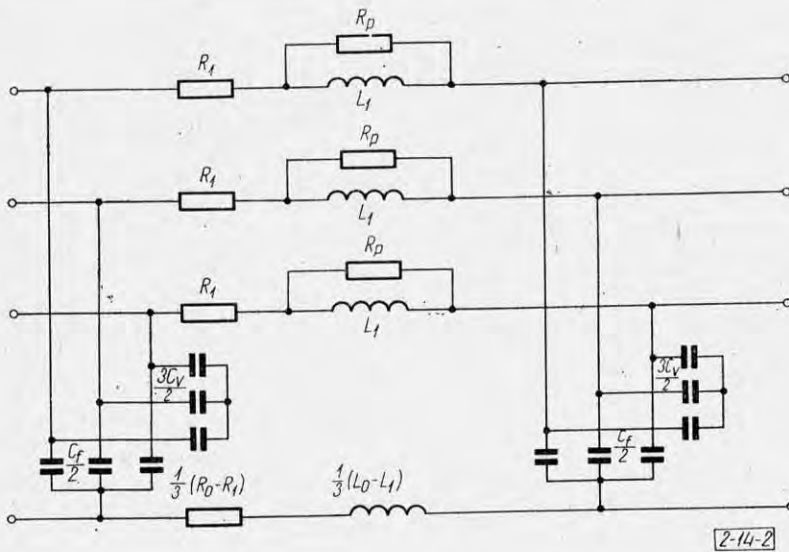 Rp
R1
L1
Rp
R1
L1
Rp
R1
L1
3Cv
2
3Cv
2
Cf
2
Cf
2
1/3 (R0-R1)
1/3 (L0-L1)
2-14-2